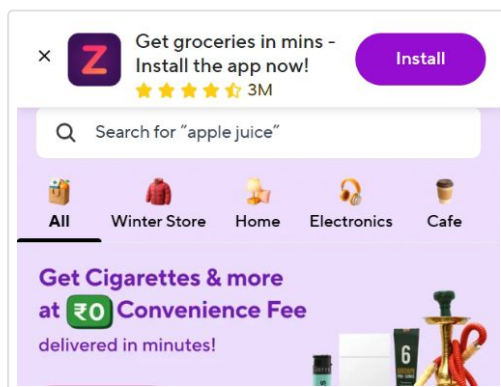 Get groceries in mins -
Install the app now!
3M
Install
Z
Search for "apple juice"
All
Winter Store
Home
Electronics
Cafe
Get Cigarettes & more
at ₹0 Convenience Fee
delivered in minutes!
6